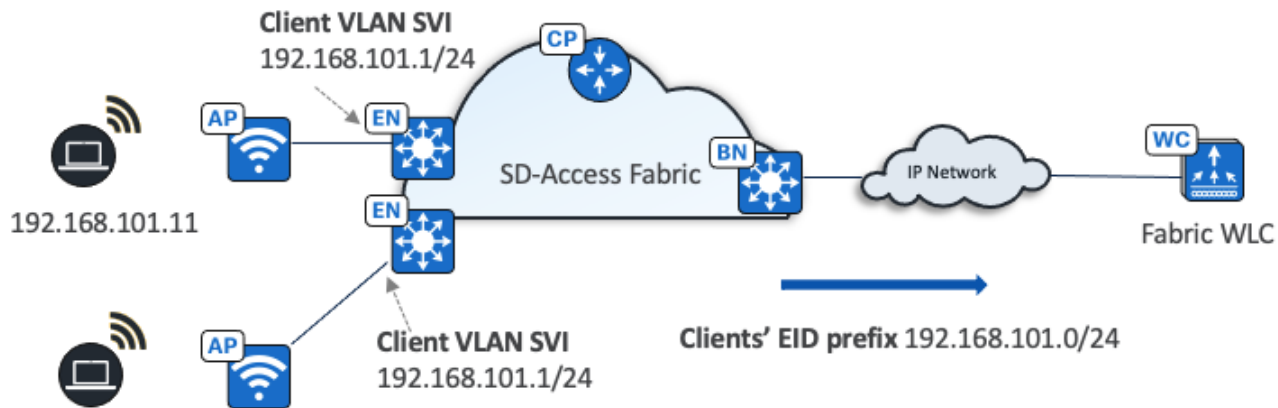 Client VLAN SVI
192.168.101.1/24
CP
AP
EN
BN
WC
SD-Access Fabric
IP Network
192.168.101.11
EN
Fabric WLC
AP
Client VLAN SVI
192.168.101.1/24
Clients’ EID prefix 192.168.101.0/24